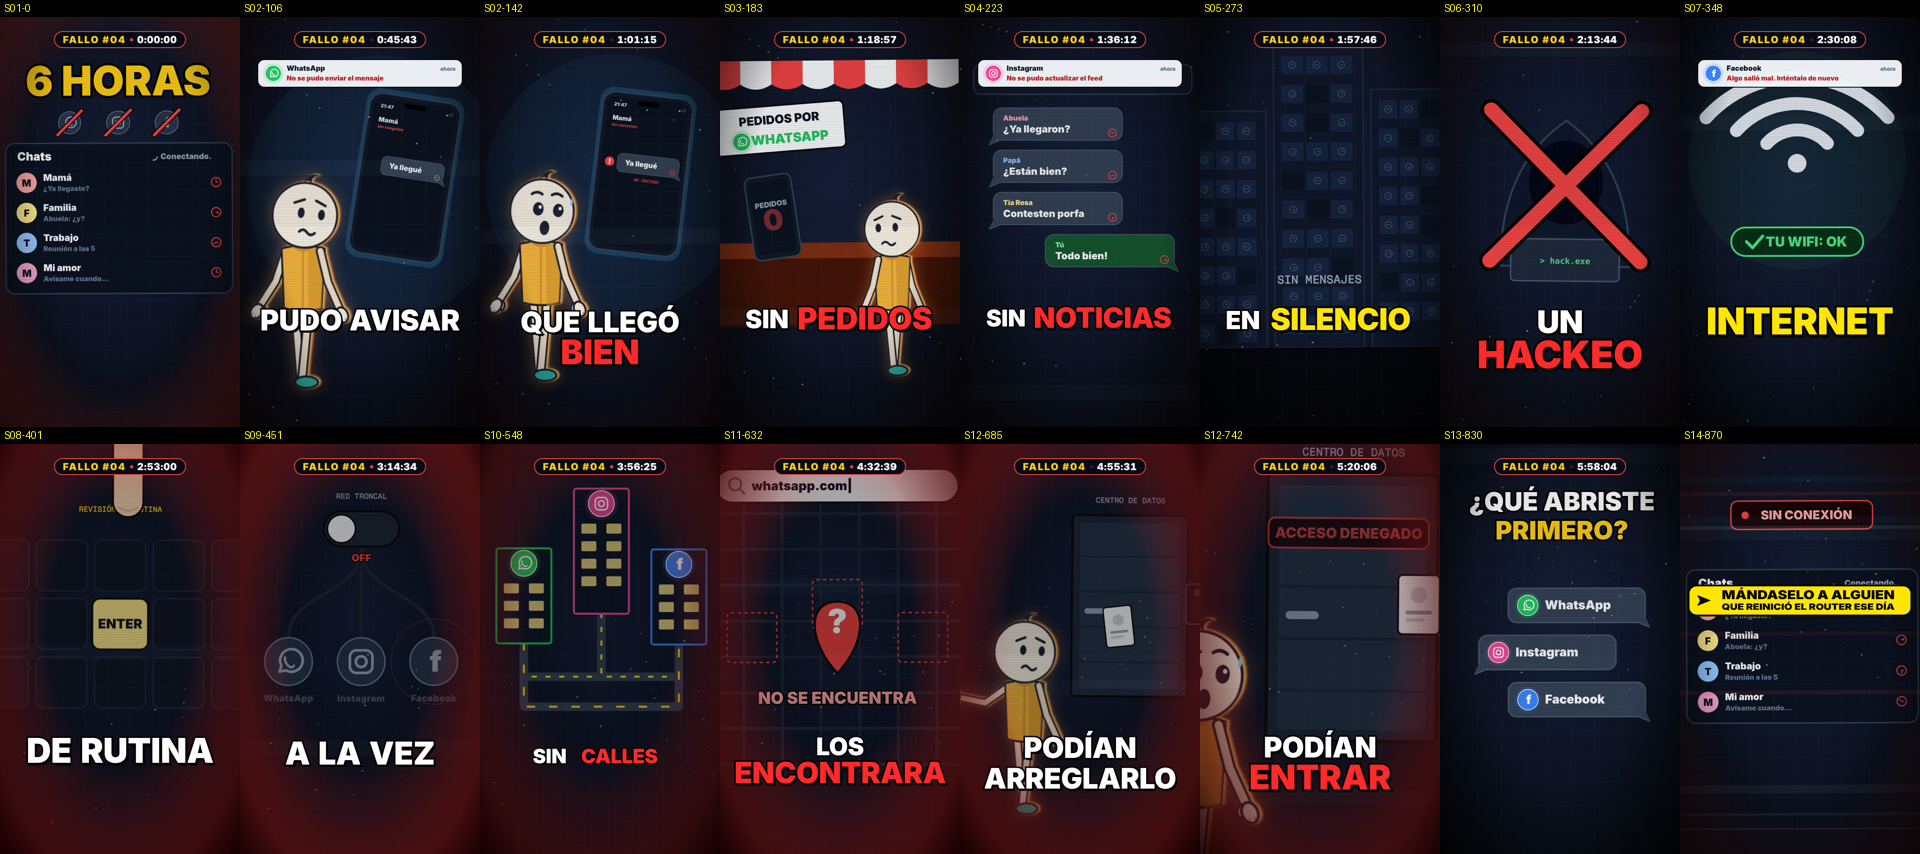 S01-0
FALLO #04 • 0:00:00
6 HORAS
Chats
Conectando.
M
Mamá
¿Ya llegaste?
F
Familia
Abuela: ¿y?
T
Trabajo
Reunión a las 5
M
Mi amor
Avísame cuando...
S02-106
FALLO #04 • 0:45:43
WhatsApp
ahora
No se pudo enviar el mensaje
21:47
Mamá
Ya llegué
PUDO AVISAR
S02-142
FALLO #04 • 1:01:15
21:47
Mamá
Ya llegué
NO ENVIADO
QUE LLEGÓ
BIEN
S03-183
FALLO #04 • 1:18:57
PEDIDOS POR
WHATSAPP
PEDIDOS
0
SIN PEDIDOS
S04-223
FALLO #04 • 1:36:12
Instagram
ahora
No se pudo actualizar el feed
Abuela
¿Ya llegaron?
Papá
¿Están bien?
Tía Rosa
Contesten porfa
Tú
Todo bien!
SIN NOTICIAS
S05-273
FALLO #04 • 1:57:46
SIN MENSAJES
EN SILENCIO
S06-310
FALLO #04 • 2:13:44
> hack.exe
UN
HACKEO
S07-348
FALLO #04 • 2:30:08
Facebook
ahora
Algo salió mal. Inténtalo de nuevo
TU WIFI: OK
INTERNET
S08-401
FALLO #04 • 2:53:00
ENTER
DE RUTINA
S09-451
FALLO #04 • 3:14:34
RED TRONCAL
OFF
WhatsApp
Instagram
Facebook
A LA VEZ
S10-548
FALLO #04 • 3:56:25
SIN CALLES
S11-632
FALLO #04 • 4:32:39
whatsapp.com
?
NO SE ENCUENTRA
LOS
ENCONTRARA
S12-685
FALLO #04 • 4:55:31
CENTRO DE DATOS
PODÍAN
ARREGLARLO
S12-742
CENTRO DE DATOS
FALLO #04 • 5:20:06
ACCESO DENEGADO
PODÍAN
ENTRAR
S13-830
FALLO #04 • 5:58:04
¿QUÉ ABRISTE
PRIMERO?
WhatsApp
Instagram
Facebook
S14-870
SIN CONEXIÓN
Chats
Conectando..
MÁNDASELO A ALGUIEN
QUE REINICIÓ EL ROUTER ESE DÍA
F
Familia
Abuela: ¿y?
T
Trabajo
Reunión a las 5
M
Mi amor
Avísame cuando...